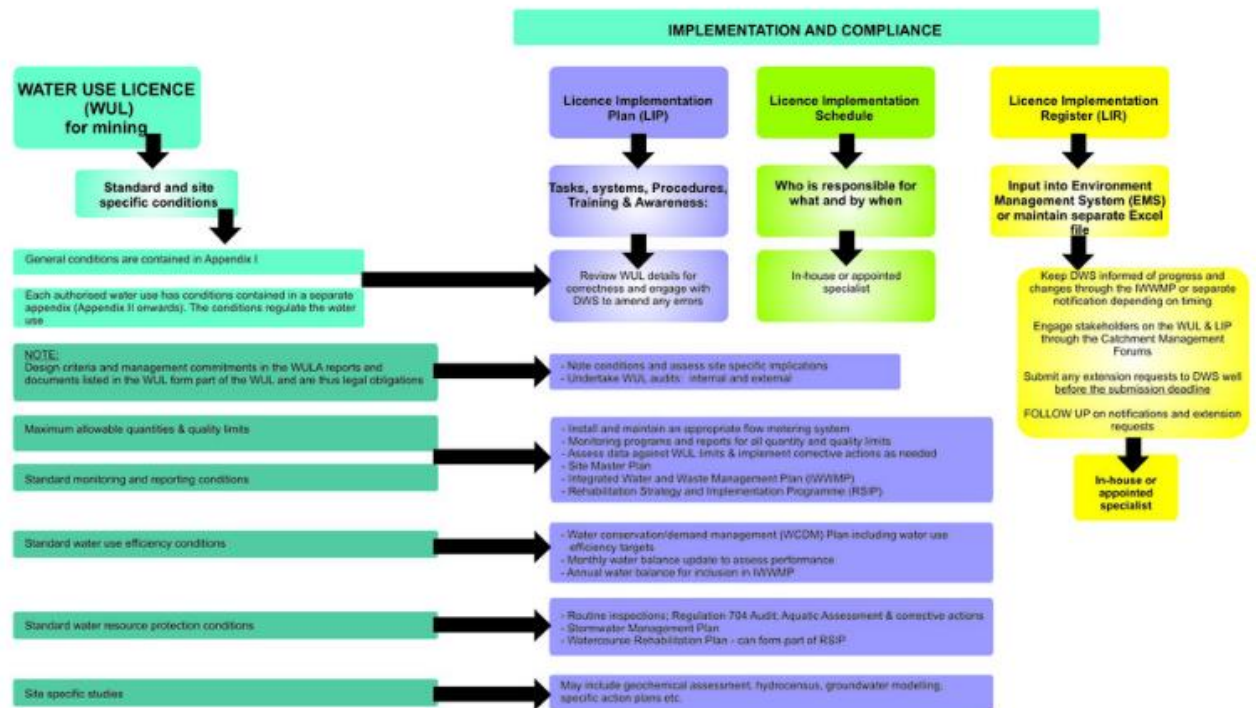 IMPLEMENTATION AND COMPLIANCE
WATER USE LICENCE
(WUL)
for mining
Standard and site
specific conditions
General conditions are contained in Appendix I
Each authorised water use has conditions contained in a separate
appendix (Appendix II onwards). The conditions regulate the water
use
NOTE:
Design criteria and management commitments in the WULA reports and
documents listed in the WUL form part of the WUL and are thus legal obligations
Maximum allowable quantities & quality limits
Standard monitoring and reporting conditions
Standard water use efficiency conditions
Standard water resource protection conditions
Site specific studies
Licence Implementation
Plan (LIP)
Tasks, systems, Procedures,
Training & Awareness:
Review WUL details for
correctness and engage with
DWS to amend any errors
- Note conditions and assess site specific implications
- Undertake WUL audits: internal and external
- Install and maintain an appropriate flow metering system
- Monitoring programs and reports for all quantity and quality limits
- Assess data against WUL limits & implement corrective actions as needed
- Site Master Plan
- Integrated Water and Waste Management Plan (IWWMP)
- Rehabilitation Strategy and Implementation Programme (RSIP)
- Water conservation/demand management (WCDM) Plan including water use
efficiency targets
- Monthly water balance update to assess performance
- Annual water balance for inclusion in IWWMP
- Routine inspections; Regulation 704 Audit; Aquatic Assessment & corrective actions
- Stormwater Management Plan
- Watercourse Rehabilitation Plan - can form part of RSIP
May include geochemical assessment, hydrocensus, groundwater modelling,
specific action plans etc.
Licence Implementation
Schedule
Who is responsible for
what and by when
In-house or appointed
specialist
Licence Implementation
Register (LIR)
Input into Environment
Management System (EMS)
or maintain separate Excel
file
Keep DWS informed of progress and
changes through the IWWMP or separate
notification depending on timing
Engage stakeholders on the WUL & LIP
through the Catchment Management
Forums
Submit any extension requests to DWS well
before the submission deadline
FOLLOW UP on notifications and extension
requests
In-house or
appointed
specialist